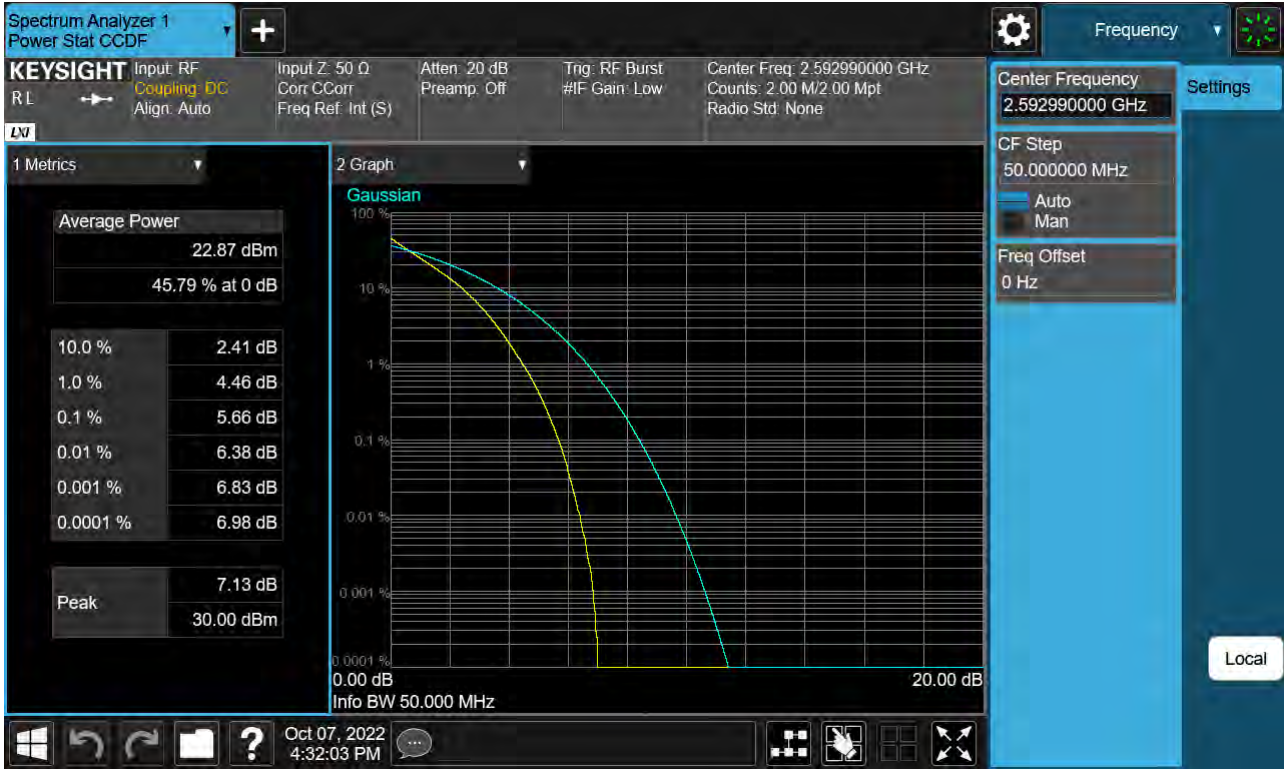 Spectrum Analyzer 1
Power Stat CCDF
Frequency
KEYSIGHT
R L
LXI
Input: RF
Coupling: DC
Align: Auto
Input Z: 50 Ω
Corr CCorr
Freq Ref: Int (S)
Atten: 20 dB
Preamp: Off
Trig: RF Burst
#IF Gain: Low
Center Freq: 2.592990000 GHz
Counts: 2.00 M/2.00 Mpt
Radio Std: None
Center Frequency
2.592990000 GHz
CF Step
50.000000 MHz
Auto
Man
Freq Offset
0 Hz
Settings
Local
1 Metrics
Average Power
22.87 dBm
45.79 % at 0 dB
10.0 % 2.41 dB
1.0 % 4.46 dB
0.1 % 5.66 dB
0.01 % 6.38 dB
0.001 % 6.83 dB
0.0001 % 6.98 dB
Peak
7.13 dB
30.00 dBm
2 Graph
Gaussian
100 %
10 %
1 %
0.1 %
0.01 %
0.001 %
0.0001 %
0.00 dB 20.00 dB
Info BW 50.000 MHz
?
Oct 07, 2022
4:32:03 PM